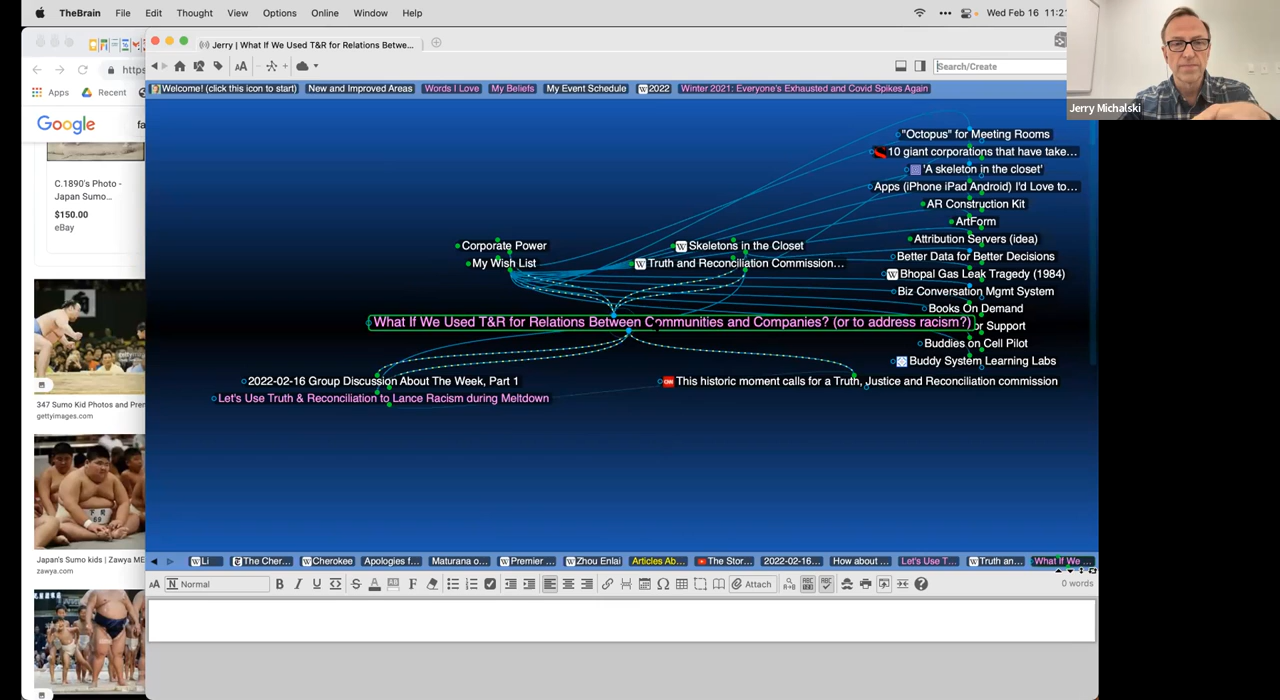 TheBrain File Edit Thought View Options Online Window Help
Wed Feb 16 11:2
Jerry | What If We Used T&R for Relations Betwe...
https
Search/Create
Apps Recent
Welcome! (click this icon to start) New and Improved Areas Words I Love My Beliefs My Event Schedule 2022 Winter 2021: Everyone's Exhausted and Covid Spikes Again
Jerry Michalski
Google fa
C.1890's Photo -
Japan Sumo...
$150.00
eBay
347 Sumo Kid Photos and Pren
gettyimages.com
Japan's Sumo kids | Zawya ME
zawya.com
"Octopus" for Meeting Rooms
10 giant corporations that have take...
'A skeleton in the closet'
Apps (iPhone iPad Android) I'd Love to...
AR Construction Kit
ArtForm
Attribution Servers (idea)
Better Data for Better Decisions
Bhopal Gas Leak Tragedy (1984)
Biz Conversation Mgmt System
Books On Demand
or Support
Buddies on Cell Pilot
Buddy System Learning Labs
Corporate Power
My Wish List
Skeletons in the Closet
Truth and Reconciliation Commission...
What If We Used T&R for Relations Between Communities and Companies? (or to address racism?)
2022-02-16 Group Discussion About The Week, Part 1
Let's Use Truth & Reconciliation to Lance Racism during Meltdown
This historic moment calls for a Truth, Justice and Reconciliation commission
Li The Cher... Cherokee Apologies f... Maturana o... Premier ... Zhou Enlai Articles Ab... The Stor... 2022-02-16... How about ... Let's Use T... Truth an... What If We ...
Normal B I U F Attach 0 words